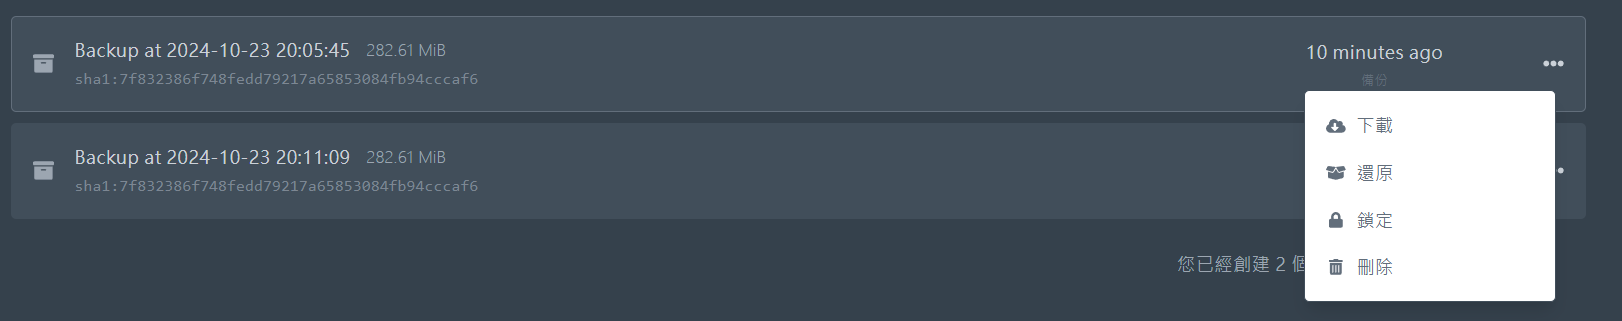 Backup at 2024-10-23 20:05:45 282.61 MiB
sha1:7f832386f748fedd79217a65853084fb94cccaf6
10 minutes ago
備份
Backup at 2024-10-23 20:11:09 282.61 MiB
sha1:7f832386f748fedd79217a65853084fb94cccaf6
下載
還原
鎖定
刪除
您已經創建 2 個